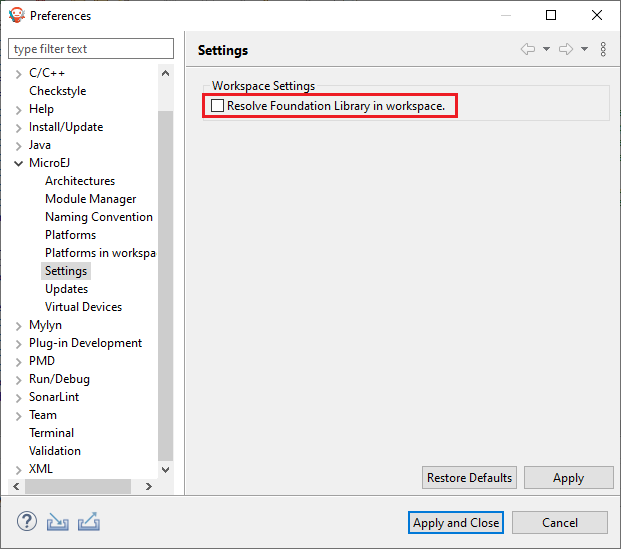 Preferences
type filter text
C/C++
Checkstyle
Help
Install/Update
Java
MicroEJ
Architectures
Module Manager
Naming Convention
Platforms
Platforms in workspa
Settings
Updates
Virtual Devices
Mylyn
Plug-in Development
PMD
Run/Debug
SonarLint
Team
Terminal
Validation
XML
Settings
Workspace Settings
Resolve Foundation Library in workspace.
Restore Defaults
Apply
?
Apply and Close
Cancel